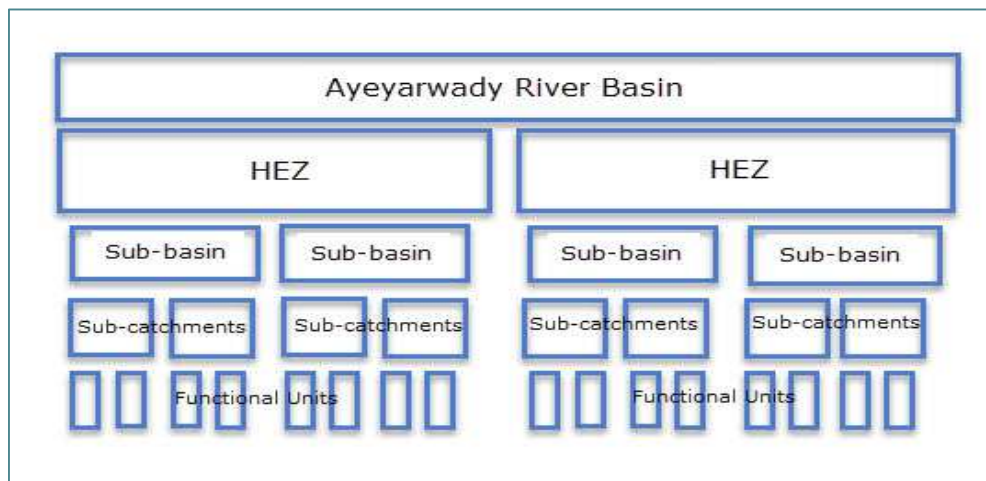 Ayeyarwady River Basin
HEZ HEZ
Sub-basin Sub-basin Sub-basin Sub-basin
Sub-catchments Sub-catchments Sub-catchments Sub-catchments
Functional Units Functional Units